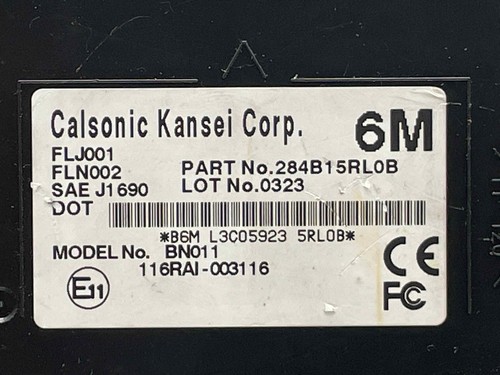 A
Calsonic Kansei Corp. 6M
FLJ001
FLN002 PART No.284B15RL0B
SAE J1690 LOT No.0323
DOT
*B6M L3C05923 5RL0B*
MODEL No. BN011
116RAI-003116
E11
CE
FC